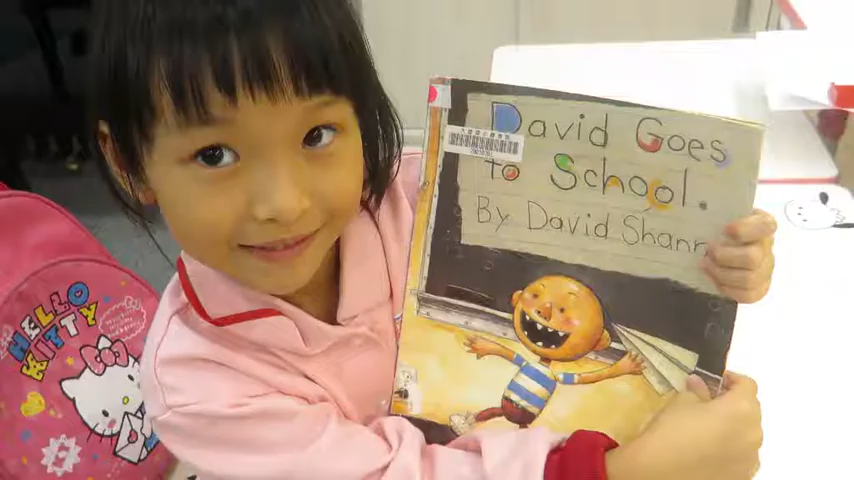 David Goes
to School.
By David Shann
HELLO
KITTY